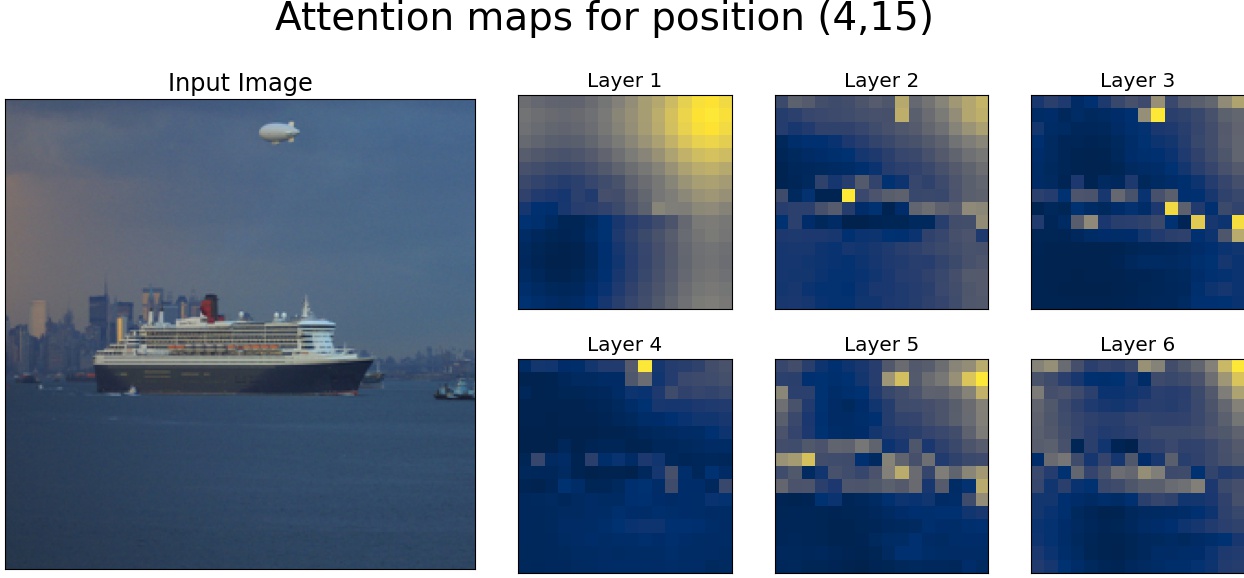 Attention maps for position (4,15)
Input Image
Layer 1
Layer 2
Layer 3
Layer 4
Layer 5
Layer 6